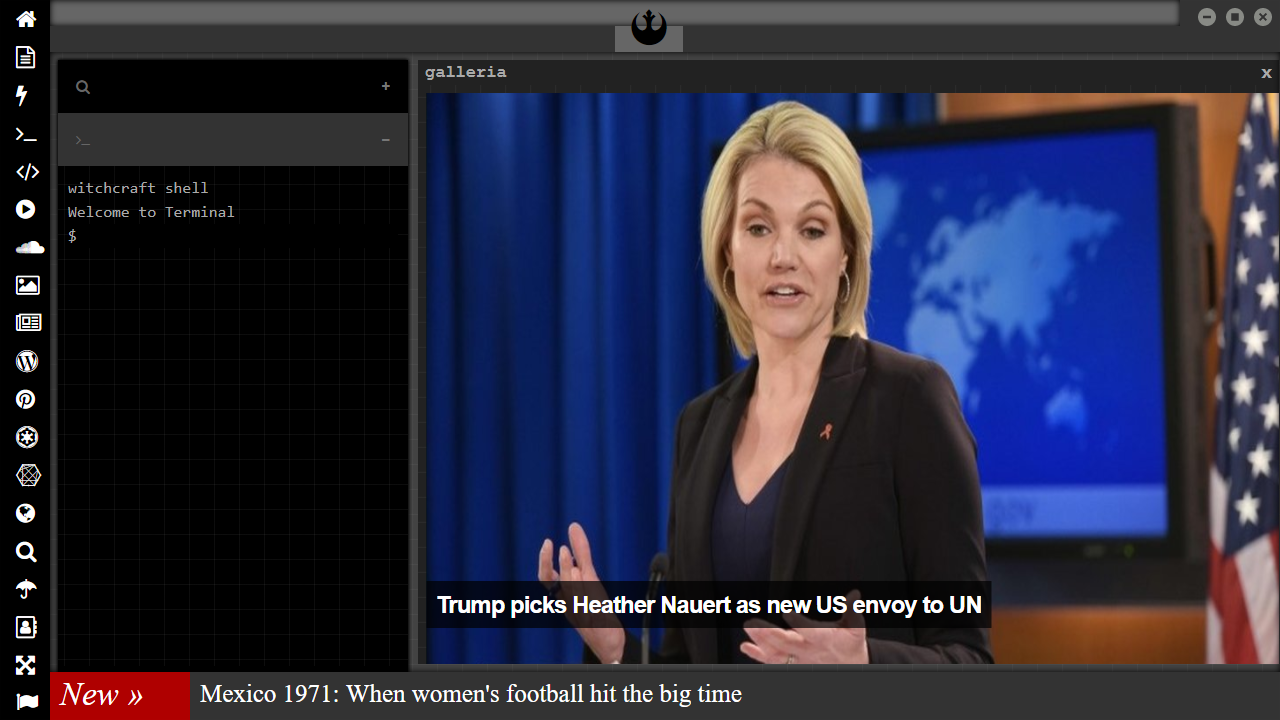 galleria
x
witchcraft shell
Welcome to Terminal
$
Trump picks Heather Nauert as new US envoy to UN
New »
Mexico 1971: When women's football hit the big time